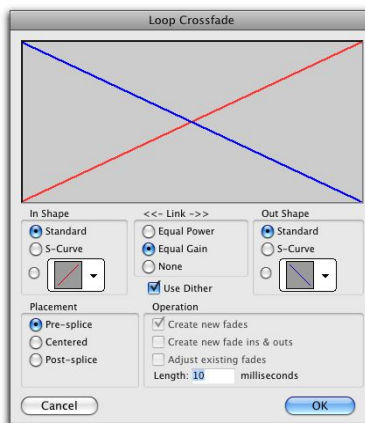 Loop Crossfade
In Shape
Standard
S-Curve
<<- Link ->>
Equal Power
Equal Gain
None
Use Dither
Out Shape
Standard
S-Curve
Placement
Pre-splice
Centered
Post-splice
Operation
Create new fades
Create new fade ins & outs
Adjust existing fades
Length: 10 milliseconds
Cancel
OK